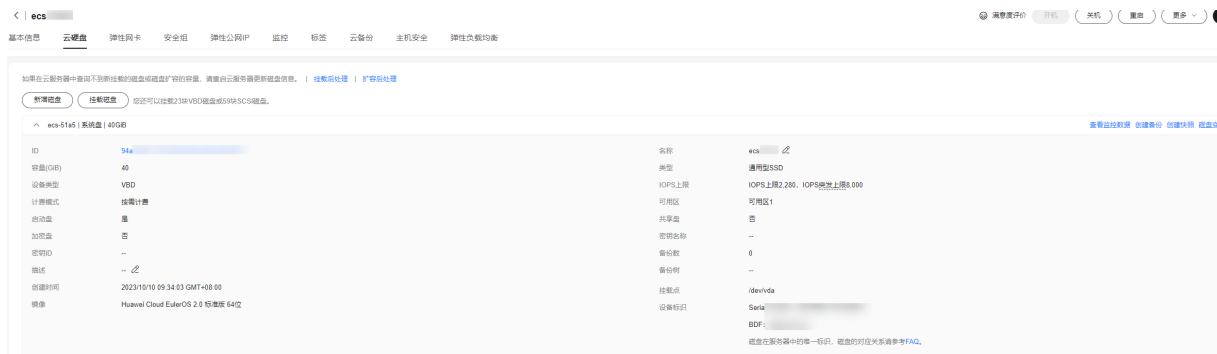 ecs
满意度评价 开机 关机 重启 更多
基本信息 云硬盘 弹性网卡 安全组 弹性公网IP 监控 标签 云备份 主机安全 弹性负载均衡
如果在云服务器中查询不到新挂载的磁盘或磁盘扩容的容量，请重启云服务器更新磁盘信息。 | 挂载后处理 | 扩容后处理
新增磁盘 挂载磁盘 您还可以挂载23块VBD磁盘或59块SCSI磁盘。
ecs-51a5 | 系统盘 | 40GiB 查看监控数据 创建备份 创建快照
ID 94a 名称 ecs
容量(GiB) 40 类型 通用型SSD
设备类型 VBD IOPS上限 IOPS上限2,280，IOPS突发上限8,000
计费模式 按需计费 可用区 可用区1
启动盘 是 共享盘 否
加密盘 否 密钥名称 --
密钥ID -- 备份数 0
描述 -- 备份树 --
创建时间 2023/10/10 09:34:03 GMT+08:00 挂载点 /dev/vda
镜像 Huawei Cloud EulerOS 2.0 标准版 64位 设备标识 Seria
BDF:
磁盘在服务器中的唯一标识，磁盘的对应关系请参考FAQ。